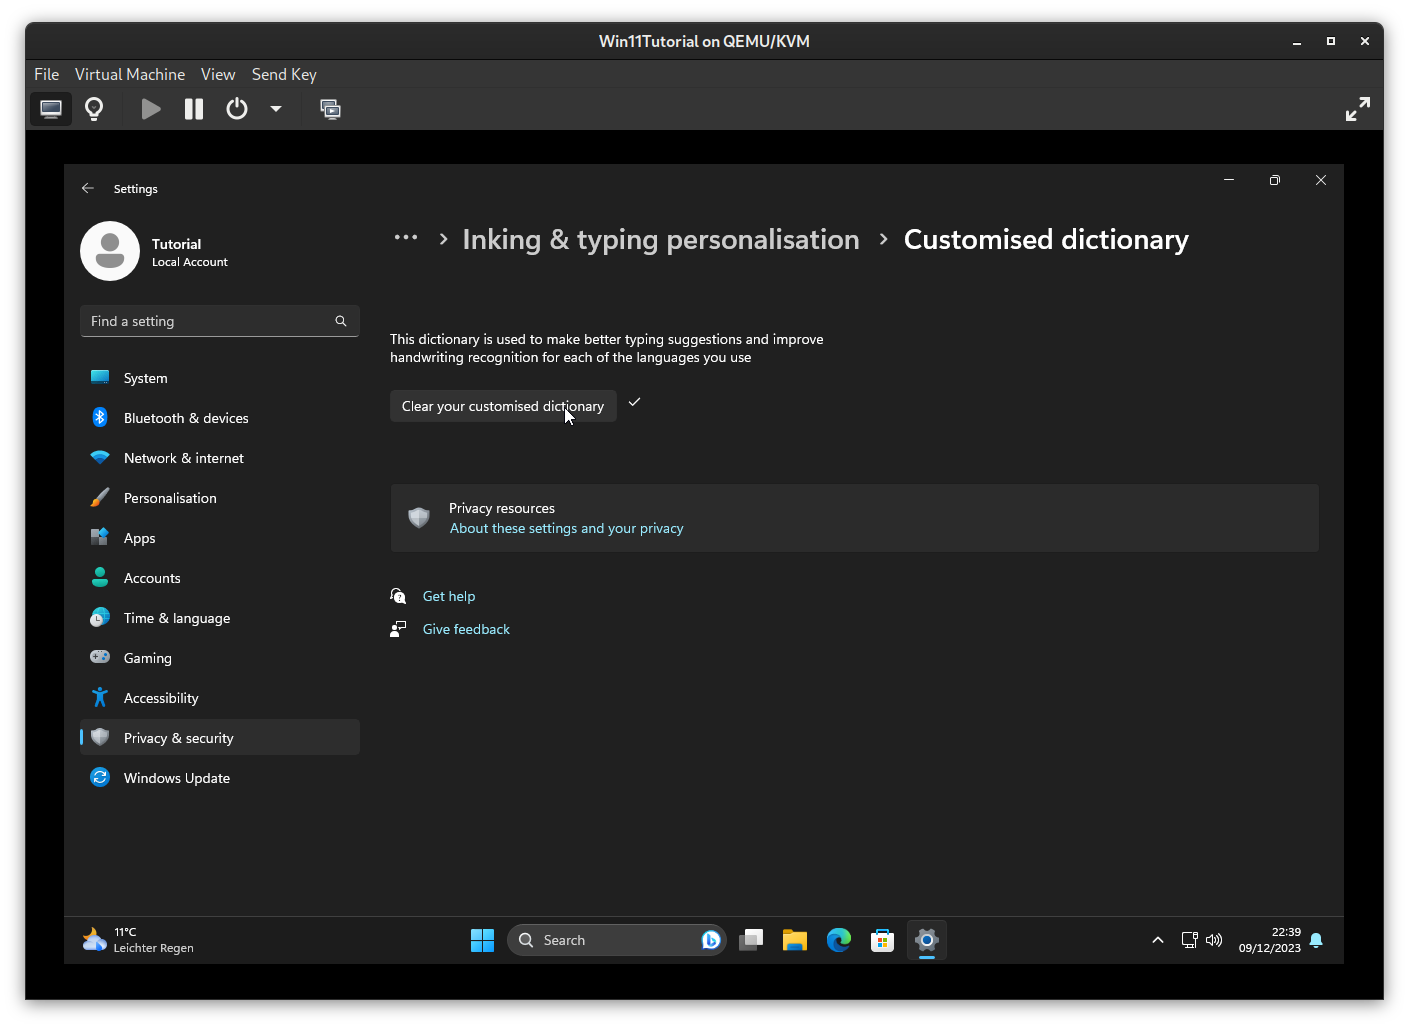 Win11Tutorial on QEMU/KVM
File Virtual Machine View Send Key
Settings
Tutorial
Local Account
Find a setting
System
Bluetooth & devices
Network & internet
Personalisation
Apps
Accounts
Time & language
Gaming
Accessibility
Privacy & security
Windows Update
... > Inking & typing personalisation > Customised dictionary
This dictionary is used to make better typing suggestions and improve
handwriting recognition for each of the languages you use
Clear your customised dictionary
Privacy resources
About these settings and your privacy
Get help
Give feedback
11°C
Leichter Regen
Search
22:39
09/12/2023